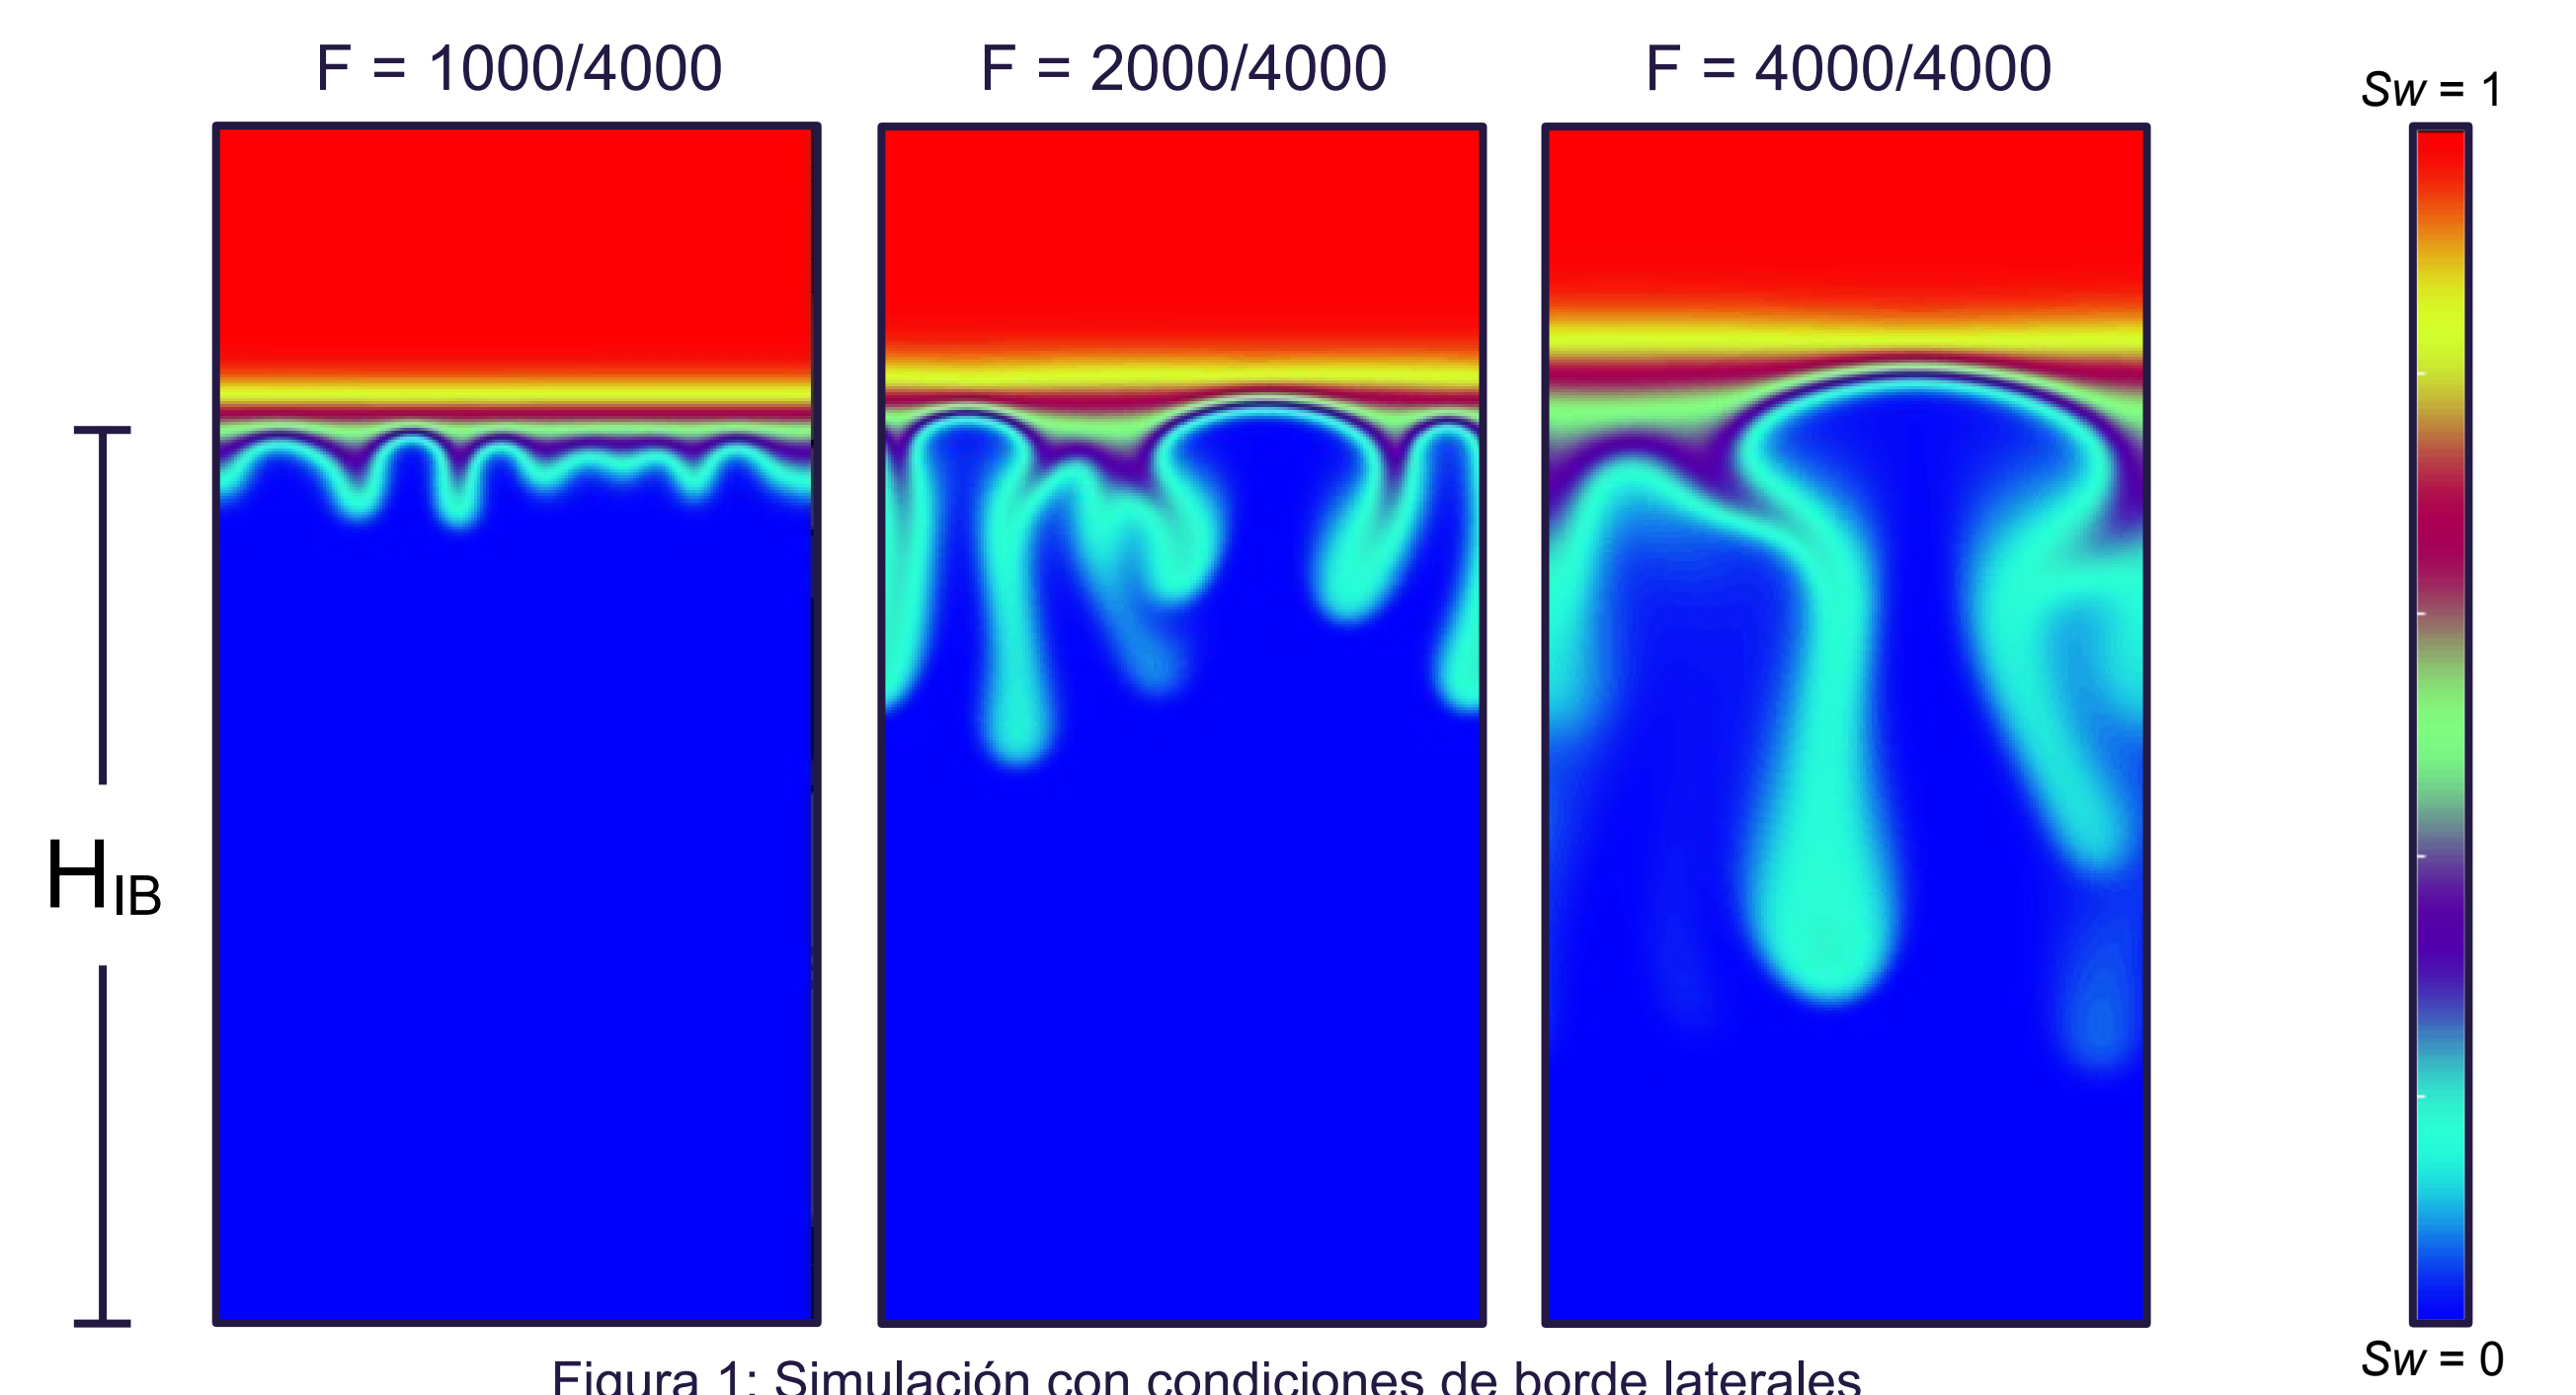 F = 1000/4000
F = 2000/4000
F = 4000/4000
Sw = 1
HIB
Sw = 0
Figura 1: Simulación con condiciones de borde laterales